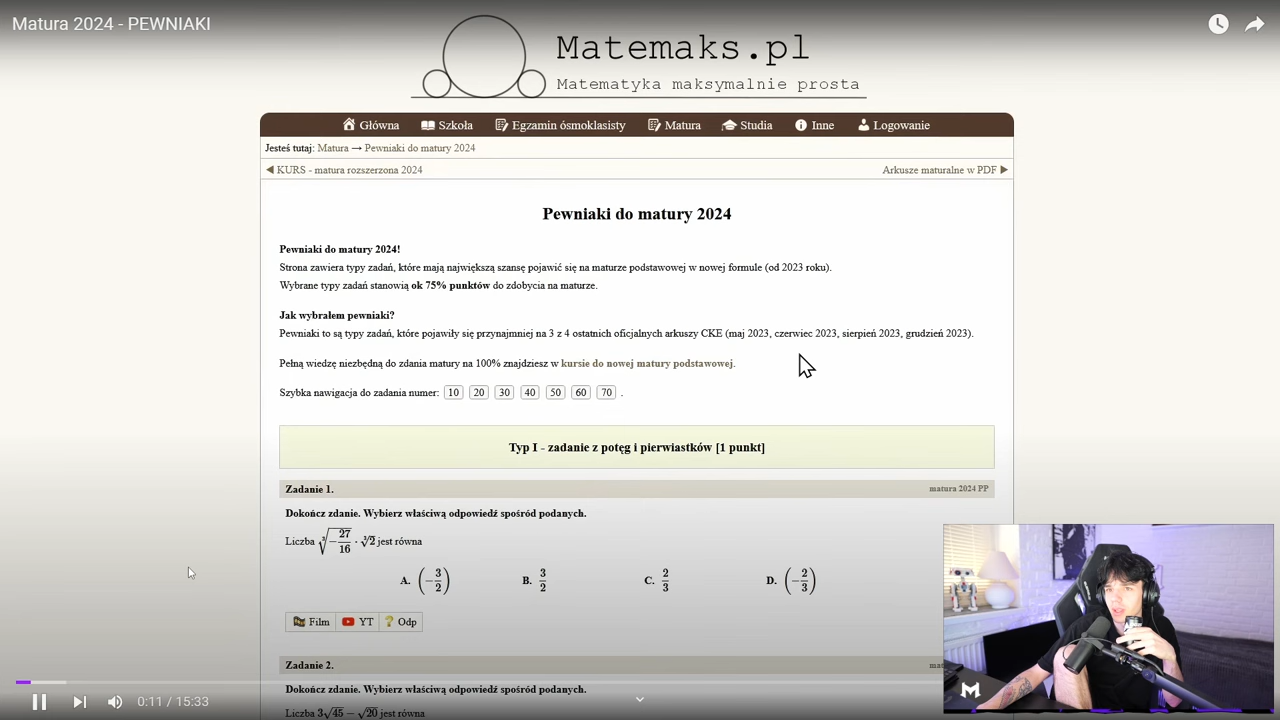 Matura 2024 - PEWNIAKI
Matemaks.pl
Matematyka maksymalnie prosta
Główna Szkoła Egzamin ósmoklasisty Matura Studia Inne Logowanie
Jesteś tutaj: Matura → Pewniaki do matury 2024
◀ KURS - matura rozszerzona 2024 Arkusze maturalne w PDF ▶
Pewniaki do matury 2024
Pewniaki do matury 2024!
Strona zawiera typy zadań, które mają największą szansę pojawić się na maturze podstawowej w nowej formule (od 2023 roku).
Wybrane typy zadań stanowią ok 75% punktów do zdobycia na maturze.
Jak wybrałem pewniaki?
Pewniaki to są typy zadań, które pojawiły się przynajmniej na 3 z 4 ostatnich oficjalnych arkuszy CKE (maj 2023, czerwiec 2023, sierpień 2023, grudzień 2023).
Pełną wiedzę niezbędną do zdania matury na 100% znajdziesz w kursie do nowej matury podstawowej.
Szybka nawigacja do zadania numer: 10 20 30 40 50 60 70 .
Typ I - zadanie z potęg i pierwiastków [1 punkt]
Zadanie 1. matura 2024 PP
Dokończ zdanie. Wybierz właściwą odpowiedź spośród podanych.
Liczba ∛(-27/16) · ∛2 jest równa
A. (-3/2) B. 3/2 C. 2/3 D. (-2/3)
Film YT Odp
Zadanie 2.
Dokończ zdanie. Wybierz właściwą odpowiedź spośród podanych.
0:11 / 15:33
Liczba 3√45 − √20 jest równa